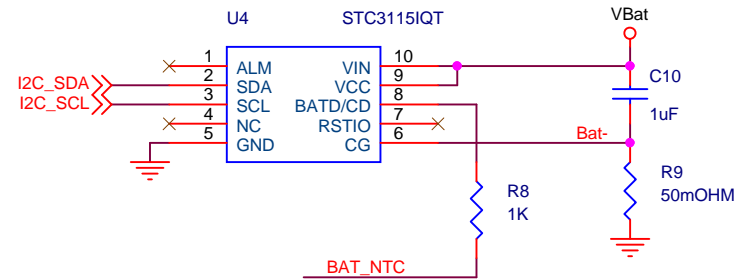 U4 STC3115IQT VBat
1 ALM VIN 10
I2C_SDA 2 SDA VCC 9
I2C_SCL 3 SCL BATD/CD 8
4 NC RSTIO 7
5 GND CG 6
C10
1uF
Bat-
R8
1K
R9
50mOHM
BAT_NTC